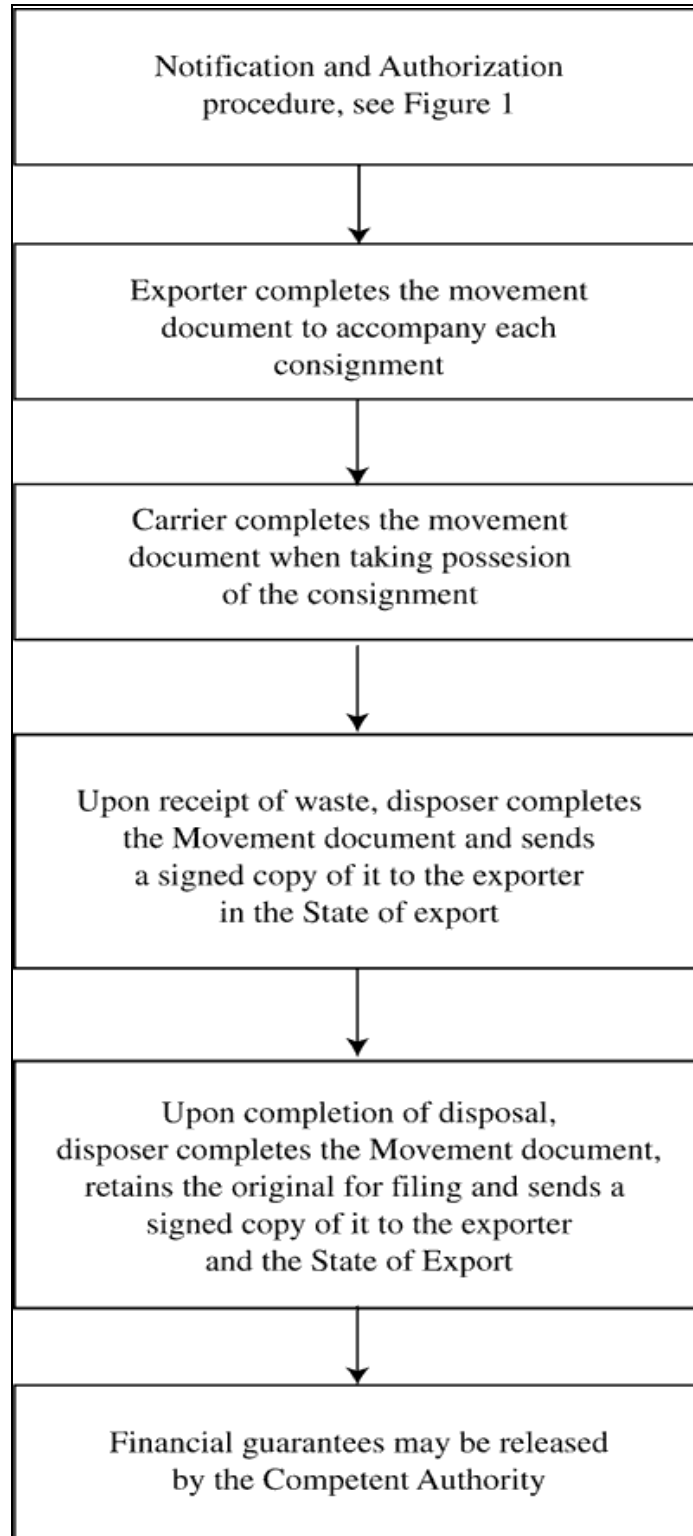 Notification and Authorization
procedure, see Figure 1
Exporter completes the movement
document to accompany each
consignment
Carrier completes the movement
document when taking possesion
of the consignment
Upon receipt of waste, disposer completes
the Movement document and sends
a signed copy of it to the exporter
in the State of export
Upon completion of disposal,
disposer completes the Movement document,
retains the original for filing and sends a
signed copy of it to the exporter
and the State of Export
Financial guarantees may be released
by the Competent Authority